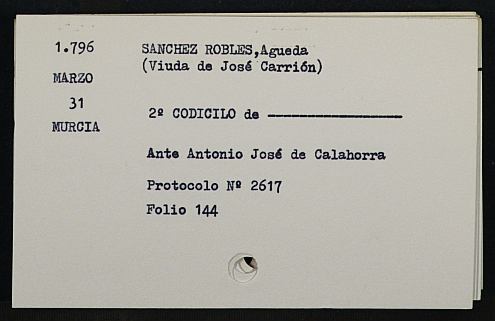 1.796 SANCHEZ ROBLES,Agueda
(Viuda de José Carrión)
MARZO
31
2º CODICILO de ------------------
MURCIA
Ante Antonio José de Calahorra
Protocolo Nº 2617
Folio 144